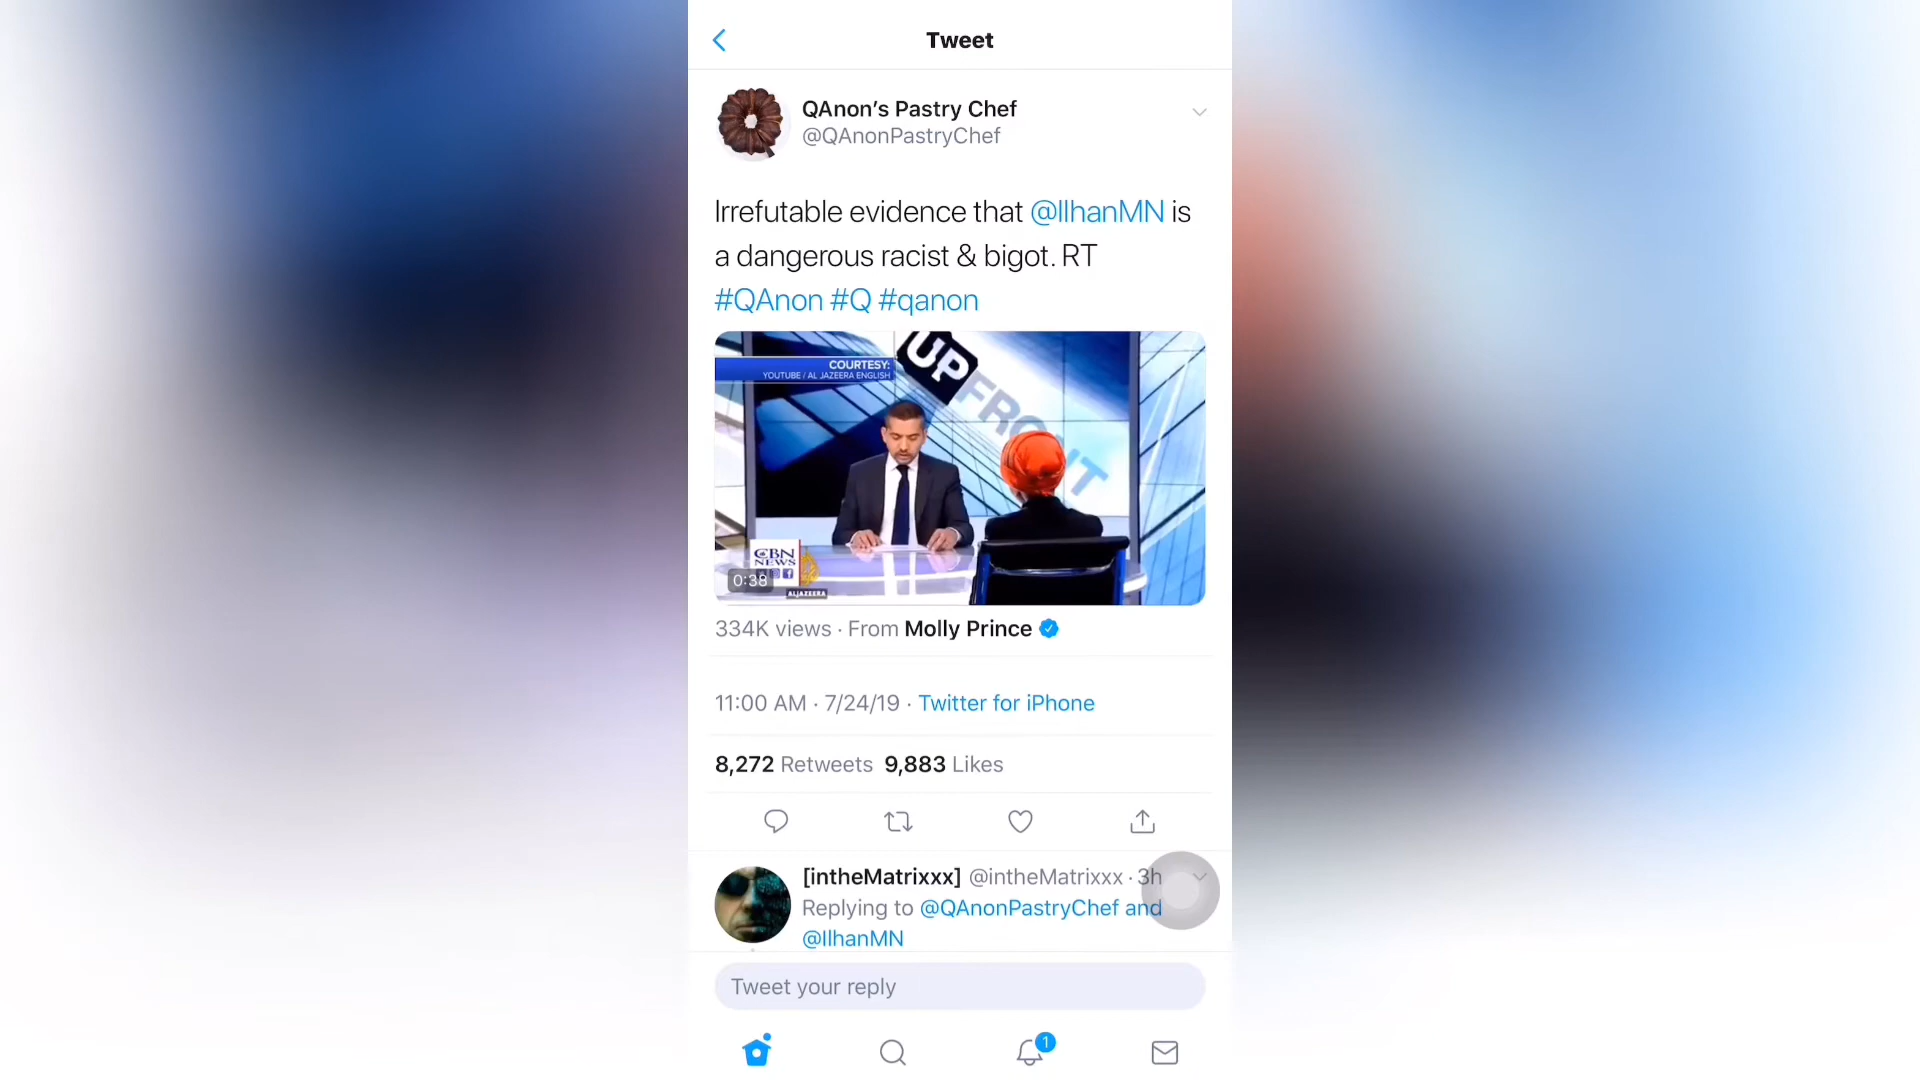 Tweet
QAnon’s Pastry Chef
@QAnonPastryChef
Irrefutable evidence that @IlhanMN is
a dangerous racist & bigot. RT
#QAnon #Q #qanon
COURTESY:
YOUTUBE / AL JAZEERA ENGLISH
UPFRONT
CBN
NEWS
0:38
ALJAZEERA
334K views · From Molly Prince
11:00 AM · 7/24/19 · Twitter for iPhone
8,272 Retweets 9,883 Likes
[intheMatrixxx] @intheMatrixxx · 3h
Replying to @QAnonPastryChef and
@IlhanMN
Tweet your reply
1